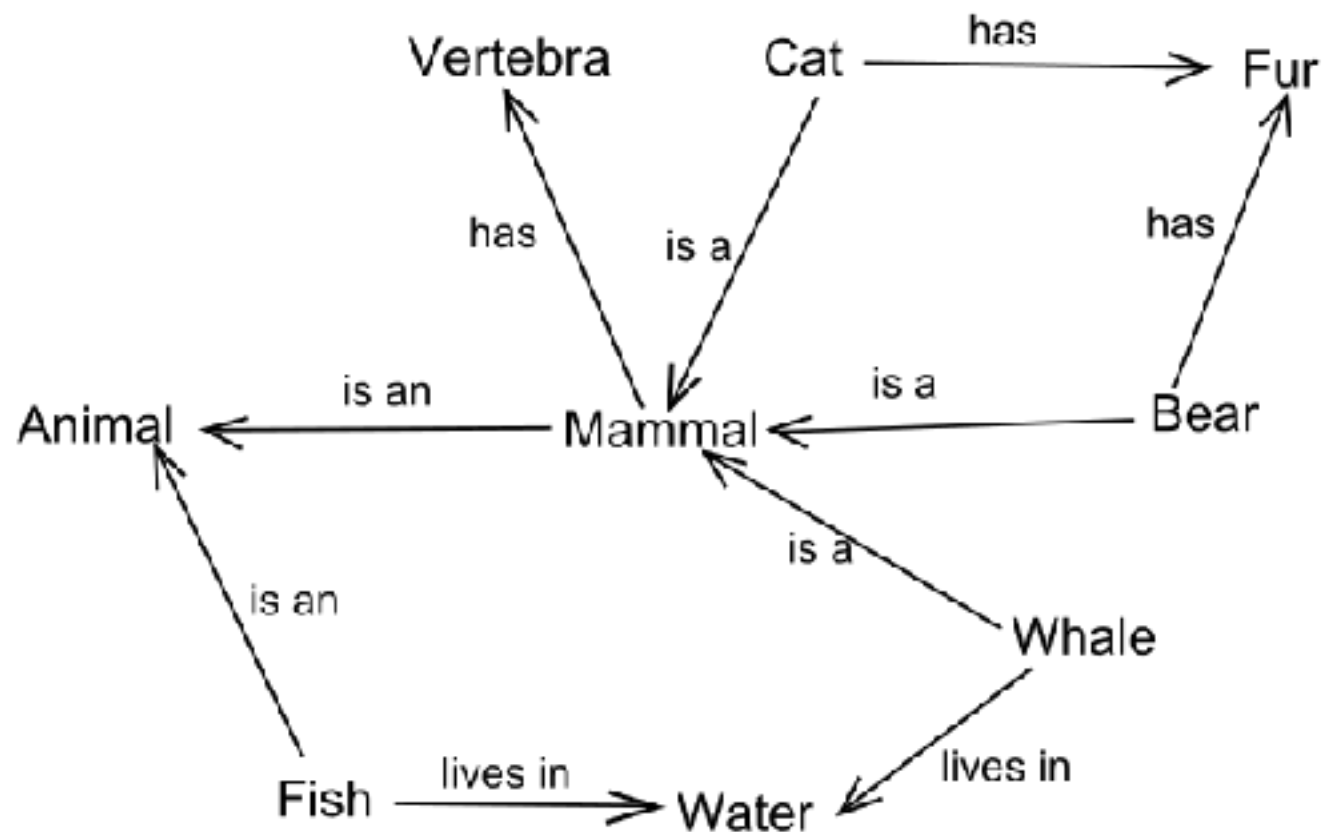 has
Vertebra
Cat
Fur
has
is a
has
is an
is a
Animal
Mammal
Bear
is a
is an
Whale
lives in
lives in
Fish
Water